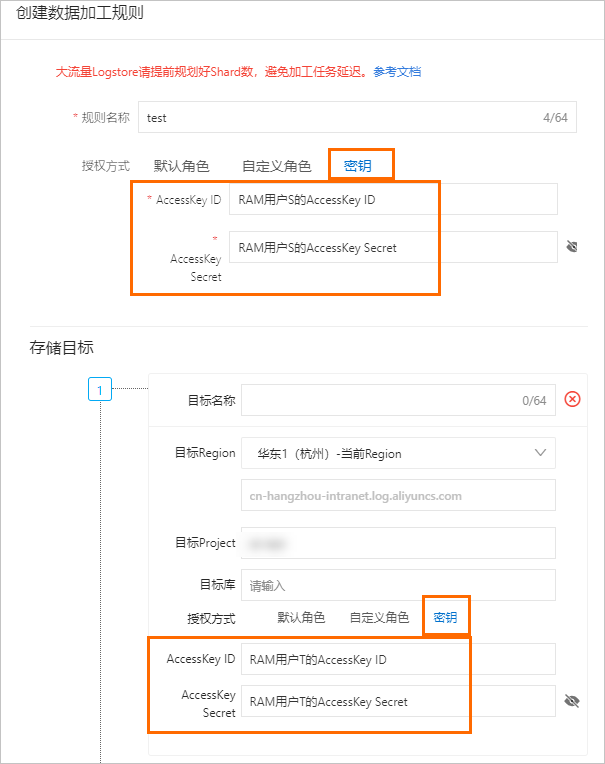 创建数据加工规则
大流量Logstore请提前规划好Shard数，避免加工任务延迟。参考文档
* 规则名称 test 4/64
授权方式 默认角色 自定义角色 密钥
* AccessKey ID RAM用户S的AccessKey ID
* AccessKey Secret RAM用户S的AccessKey Secret
存储目标
1
目标名称 0/64
目标Region 华东1（杭州）-当前Region
cn-hangzhou-intranet.log.aliyuncs.com
目标Project
目标库 请输入
授权方式 默认角色 自定义角色 密钥
AccessKey ID RAM用户T的AccessKey ID
AccessKey Secret RAM用户T的AccessKey Secret